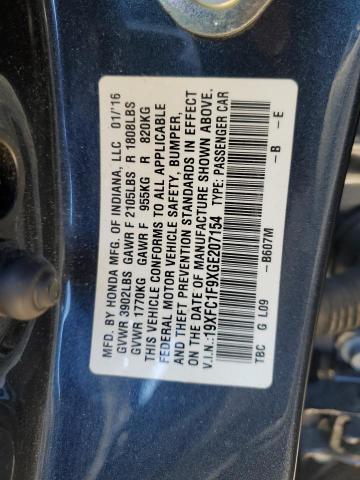 MFD. BY HONDA MFG. OF INDIANA, LLC 01/'16
GVWR 3902LBS GAWR F 2105LBS R 1808LBS
GVWR 1770KG GAWR F 955KG R 820KG
THIS VEHICLE CONFORMS TO ALL APPLICABLE
FEDERAL MOTOR VEHICLE SAFETY, BUMPER,
AND THEFT PREVENTION STANDARDS IN EFFECT
ON THE DATE OF MANUFACTURE SHOWN ABOVE.
V.I.N.:19XFC1F9XGE207154 TYPE: PASSENGER CAR
TBC G L09 -B607M -B -E